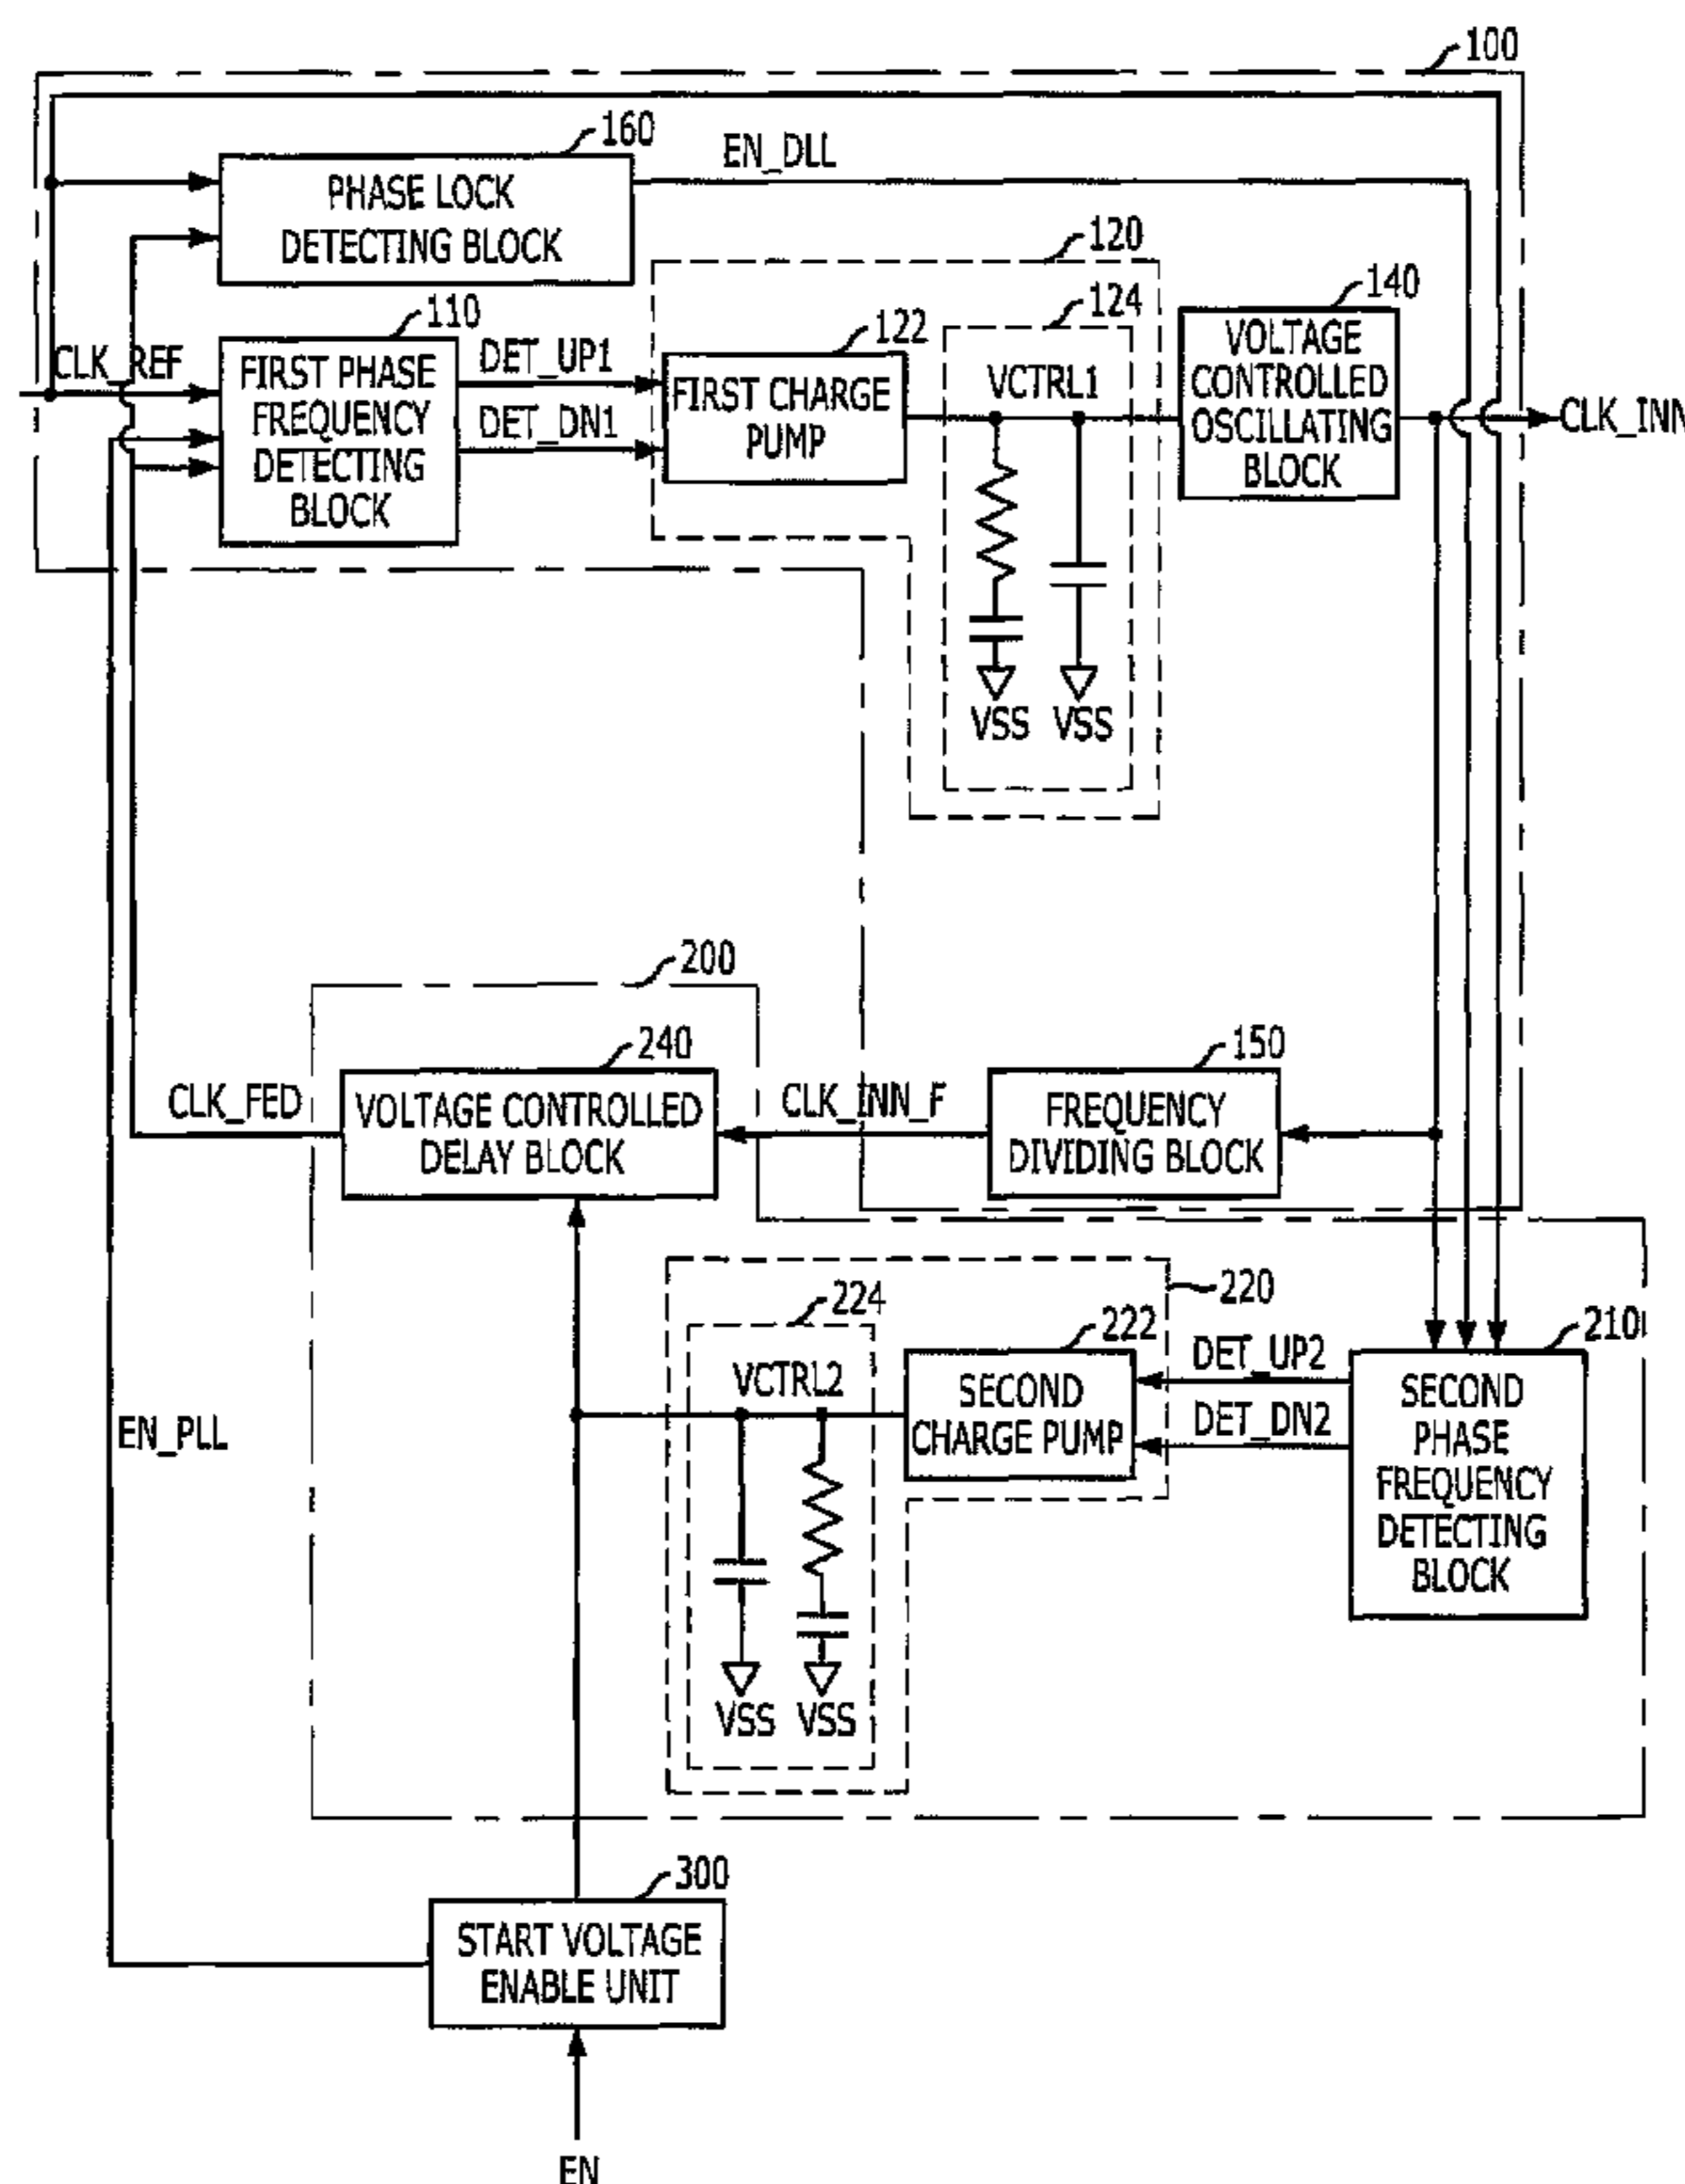 100
160
EN_DLL
PHASE LOCK
DETECTING BLOCK
120
140
124
110
122
CLK_REF
DET_UP1
VCTRL1
VOLTAGE
CONTROLLED
OSCILLATING
BLOCK
FIRST PHASE
FREQUENCY
DETECTING
BLOCK
FIRST CHARGE
PUMP
DET_DN1
CLK_INN
VSS
VSS
200
240
150
CLK_FED
VOLTAGE CONTROLLED
DELAY BLOCK
CLK_INN_F
FREQUENCY
DIVIDING BLOCK
220
224
222
210
DET_UP2
VCTRL2
SECOND
CHARGE PUMP
SECOND
PHASE
FREQUENCY
DETECTING
BLOCK
DET_DN2
EN_PLL
VSS
VSS
300
START VOLTAGE
ENABLE UNIT
EN